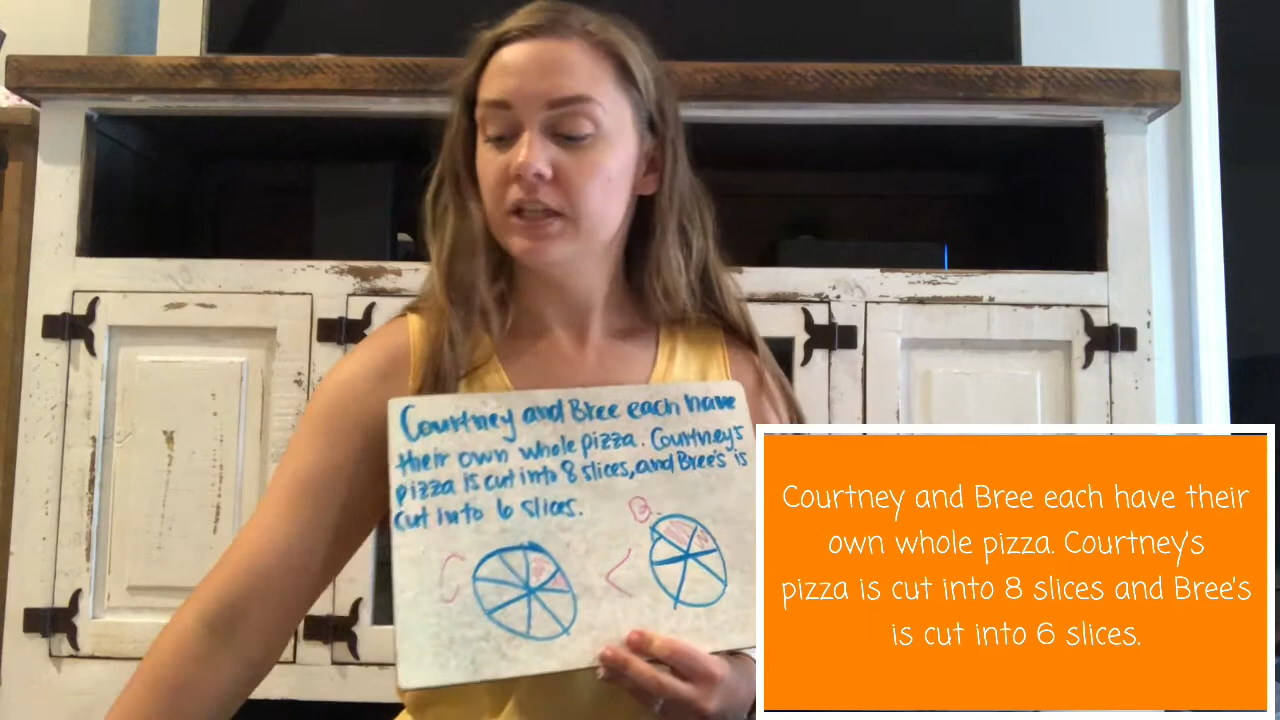 Courtney and Bree each have
their own whole pizza. Courtney's
pizza is cut into 8 slices, and Bree's is
cut into 6 slices.
C < B.
Courtney and Bree each have their
own whole pizza. Courtney's
pizza is cut into 8 slices and Bree's
is cut into 6 slices.